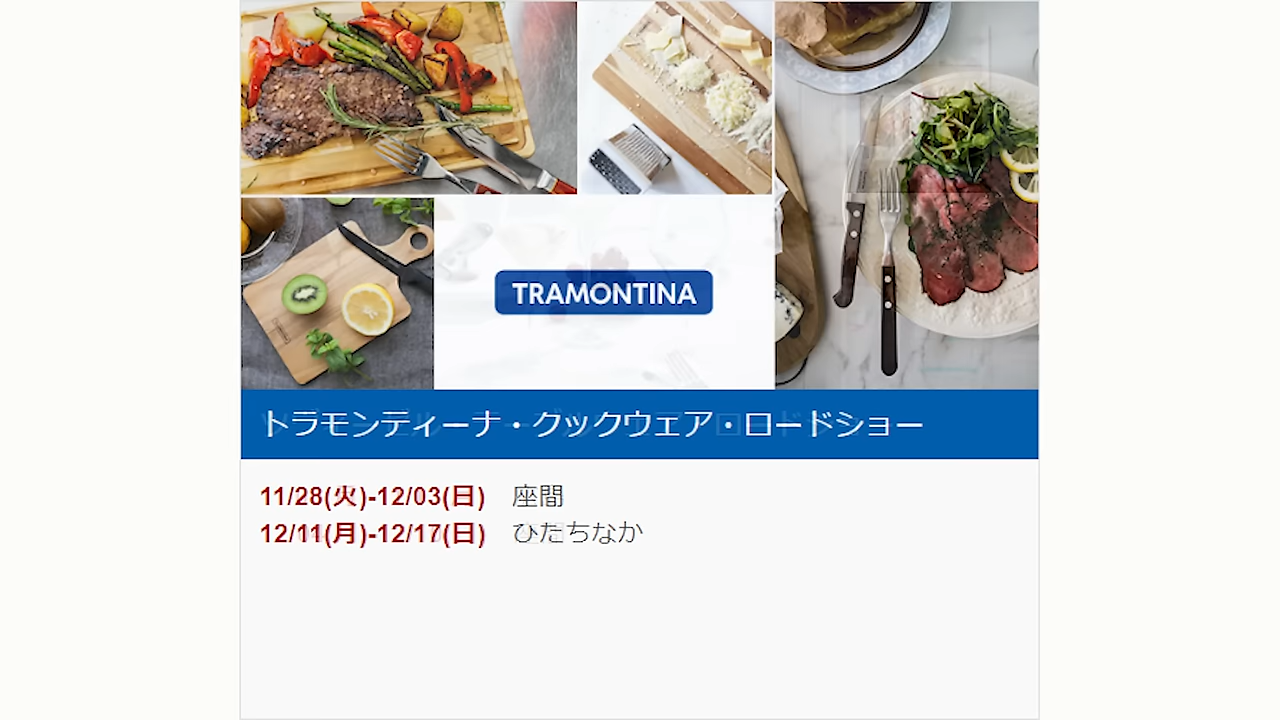 TRAMONTINA
トラモンティーナ・クックウェア・ロードショー
11/28(火)-12/03(日) 座間
12/11(月)-12/17(日) ひたちなか